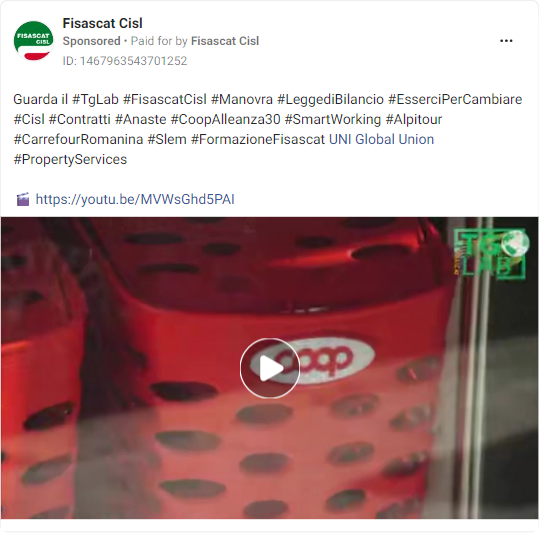 Fisascat Cisl
Sponsored • Paid for by Fisascat Cisl
ID: 1467963543701252
FISASCAT
CISL
Guarda il #TgLab #FisascatCisl #Manovra #LeggediBilancio #EsserciPerCambiare
#Cisl #Contratti #Anaste #CoopAlleanza30 #SmartWorking #Alpitour
#CarrefourRomanina #Slem #FormazioneFisascat UNI Global Union
#PropertyServices
🎬 https://youtu.be/MVWsGhd5PAI
TG
LAB
coop